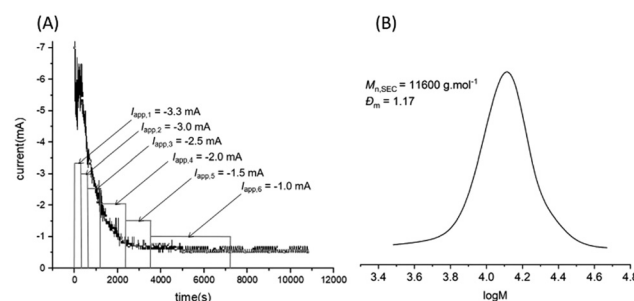 (A)
(B)
-7
-6
-5
-4
-3
-2
-1
0
current(mA)
Iapp,1 = -3.3 mA
Iapp,2 = -3.0 mA
Iapp,3 = -2.5 mA
Iapp,4 = -2.0 mA
Iapp,5 = -1.5 mA
Iapp,6 = -1.0 mA
0 2000 4000 6000 8000 10000 12000
time(s)
Mn,SEC = 11600 g.mol-1
Đm = 1.17
3.4 3.6 3.8 4.0 4.2 4.4 4.6 4.8
logM